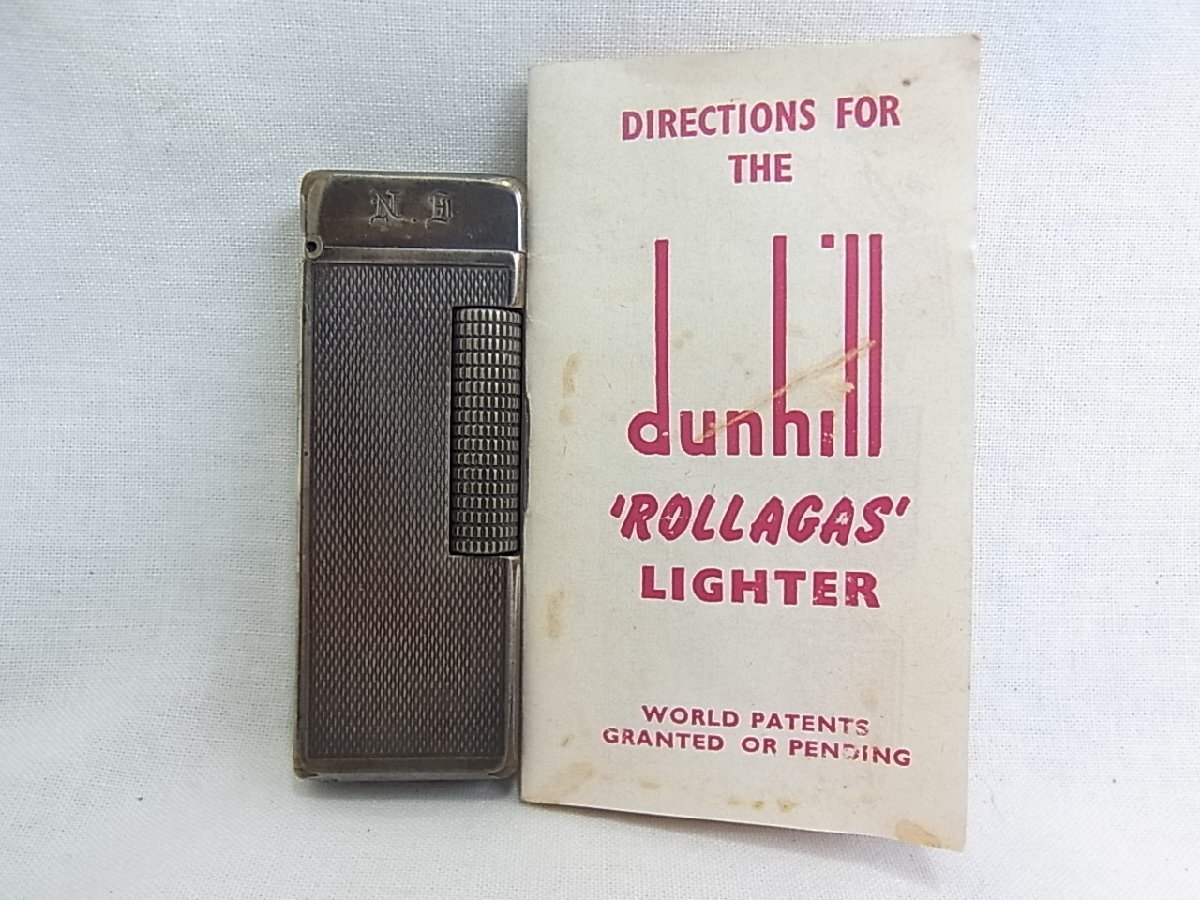 N.
DIRECTIONS FOR
THE
dunhill
'ROLLAGAS'
LIGHTER
WORLD PATENTS
GRANTED OR PENDING